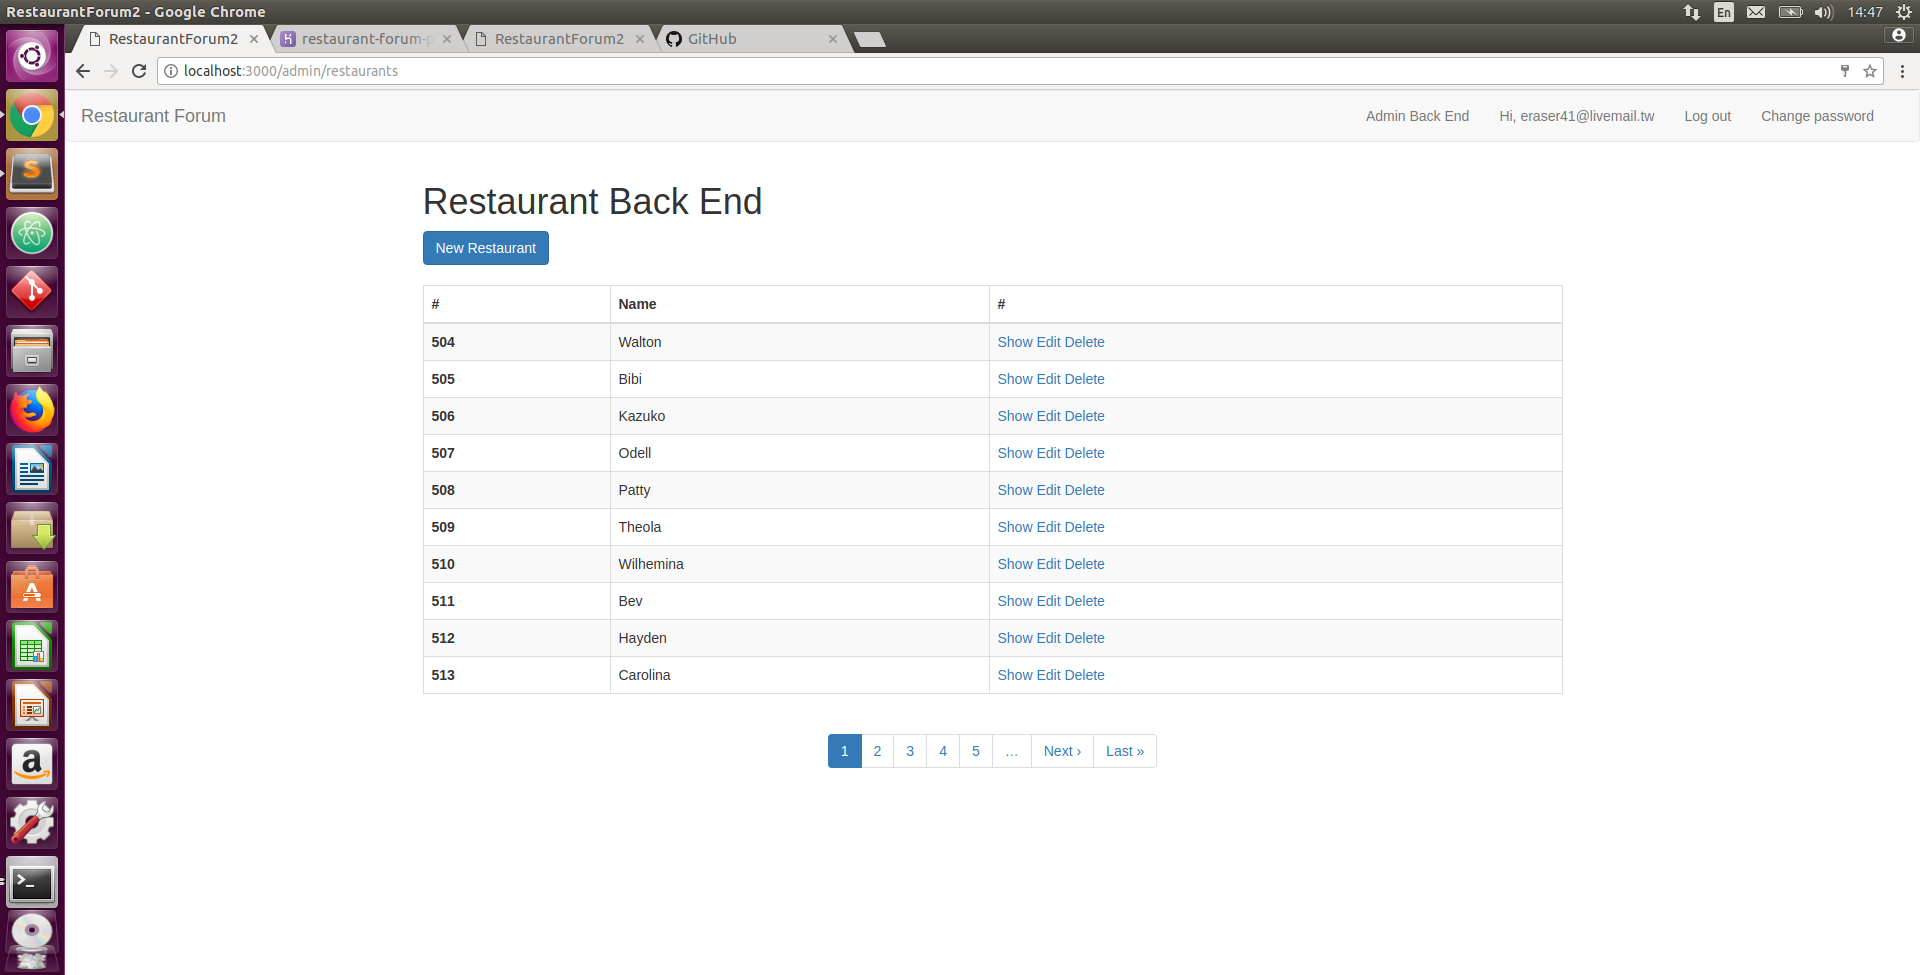 RestaurantForum2 - Google Chrome
En
14:47
RestaurantForum2
restaurant-forum-
RestaurantForum2
GitHub
localhost:3000/admin/restaurants
Restaurant Forum
Admin Back End
Hi, eraser41@livemail.tw
Log out
Change password
Restaurant Back End
New Restaurant
# Name #
504 Walton Show Edit Delete
505 Bibi Show Edit Delete
506 Kazuko Show Edit Delete
507 Odell Show Edit Delete
508 Patty Show Edit Delete
509 Theola Show Edit Delete
510 Wilhemina Show Edit Delete
511 Bev Show Edit Delete
512 Hayden Show Edit Delete
513 Carolina Show Edit Delete
1 2 3 4 5 … Next › Last »